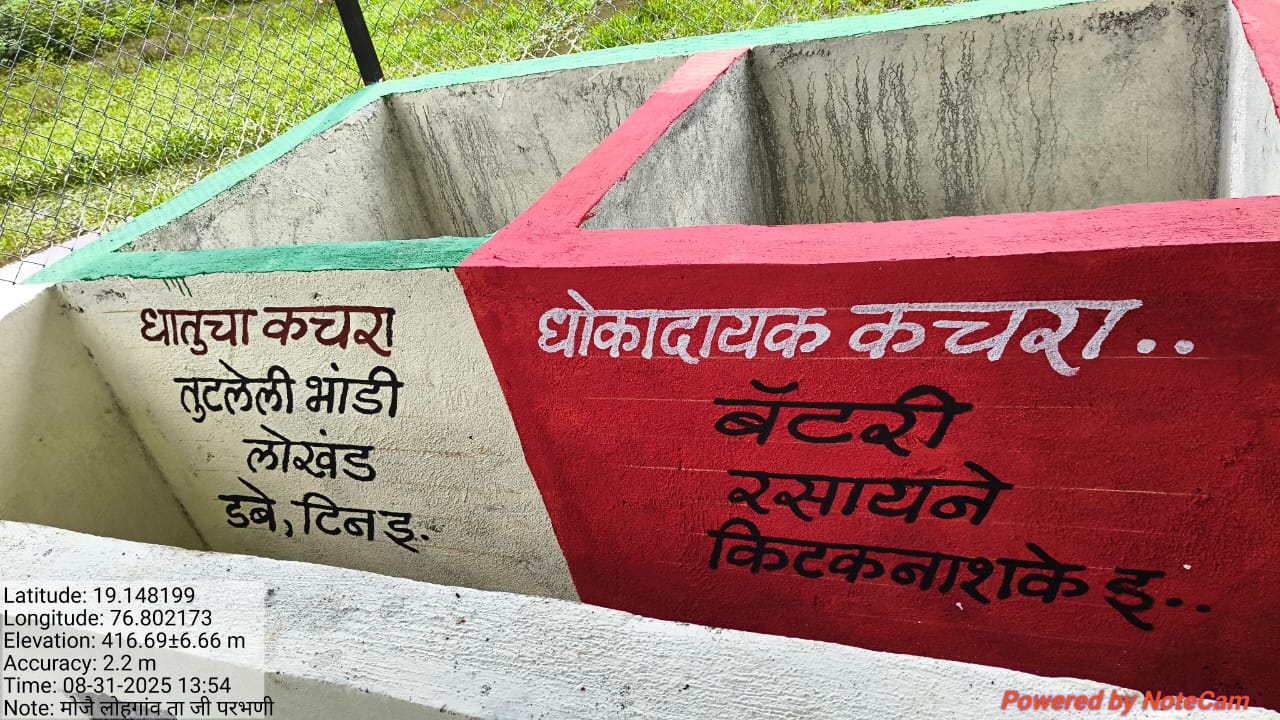 धातुचा कचरा
तुटलेली भांडी
लोखंड
डबे, टिन इ.
धोकादायक कचरा..
बॅटरी
रसायने
किटकनाशके इ..
Latitude: 19.148199
Longitude: 76.802173
Elevation: 416.69±6.66 m
Accuracy: 2.2 m
Time: 08-31-2025 13:54
Note: मोजै लोहगांव ता जी परभणी
Powered by NoteCam